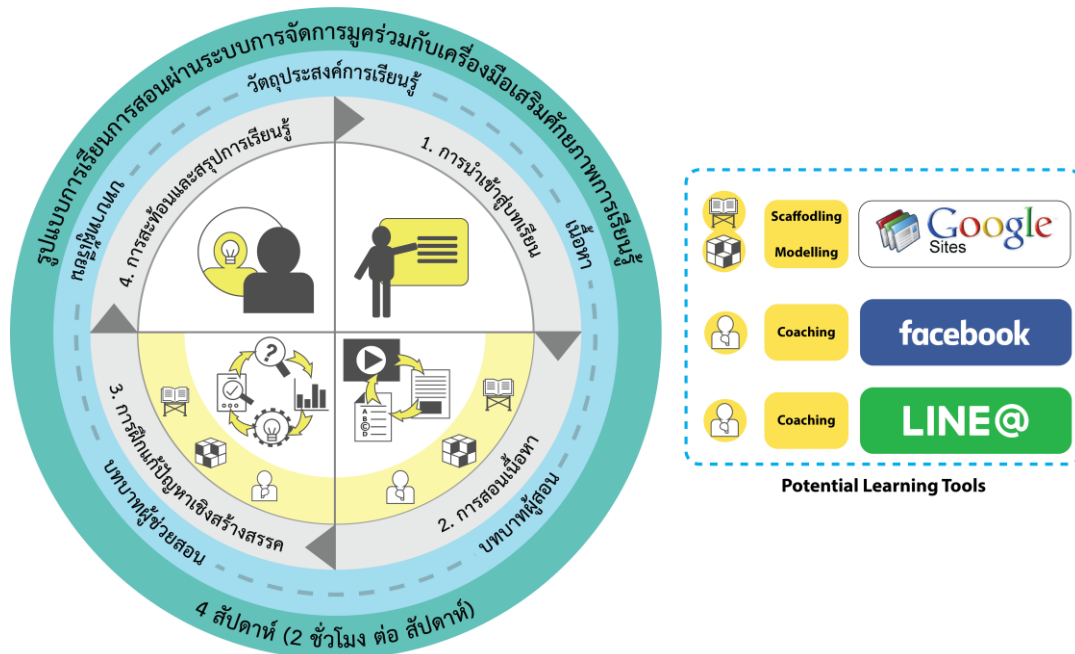 รูปแบบการเรียนการสอนผ่านระบบการจัดการมูคร่วมกับเครื่องมือเสริมศักยภาพการเรียนรู้
วัตถุประสงค์การเรียนรู้
เนื้อหา
บทบาทผู้สอน
บทบาทผู้ช่วยสอน
บทบาทผู้เรียน
1. การนำเข้าสู่บทเรียน
2. การสอนเนื้อหา
3. การฝึกแก้ปัญหาเชิงสร้างสรรค
4. การสะท้อนและสรุปการเรียนรู้
?
A
B
C
D
4 สัปดาห์ (2 ชั่วโมง ต่อ สัปดาห์)
Scaffodling
Modelling
Google
Sites
Coaching
facebook
Coaching
LINE@
Potential Learning Tools